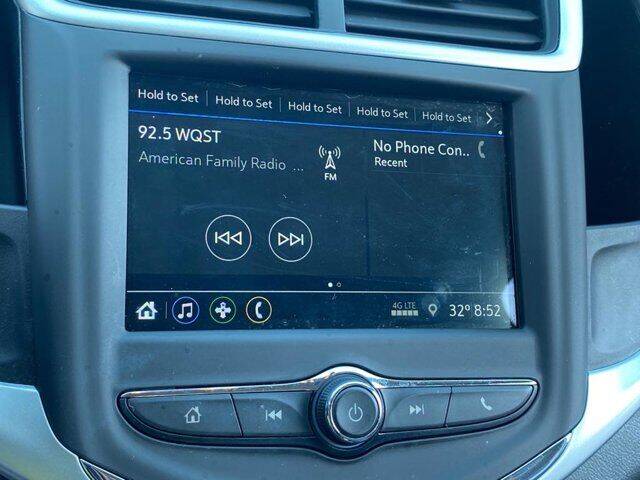 Hold to Set Hold to Set Hold to Set Hold to Set Hold to Set
92.5 WQST
American Family Radio ...
FM
No Phone Con..
Recent
4G LTE
32° 8:52